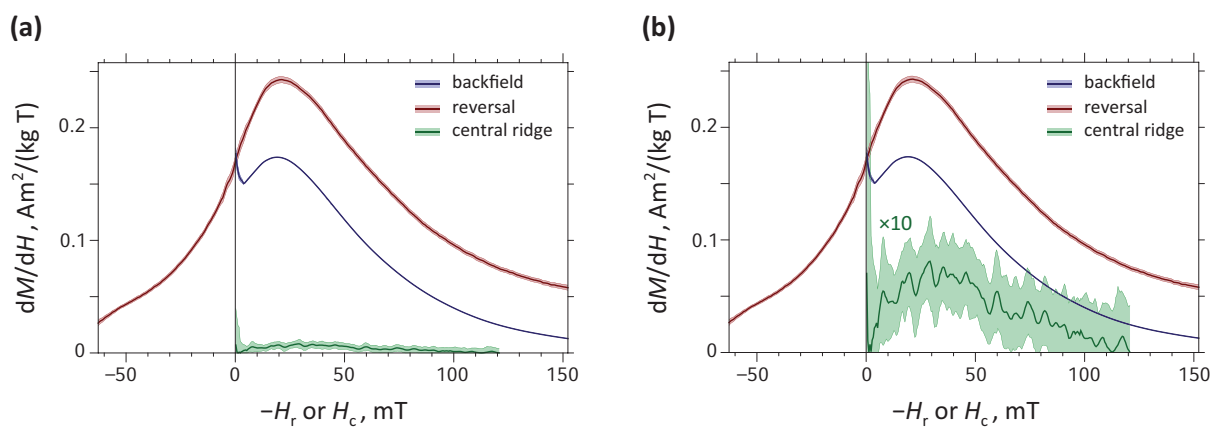 (a)
backfield
reversal
central ridge
dM/dH, Am²/(kg T)
0.2
0.1
0
−50
0
50
100
150
−Hr or Hc, mT
(b)
backfield
reversal
central ridge
×10
dM/dH, Am²/(kg T)
0.2
0.1
0
−50
0
50
100
150
−Hr or Hc, mT